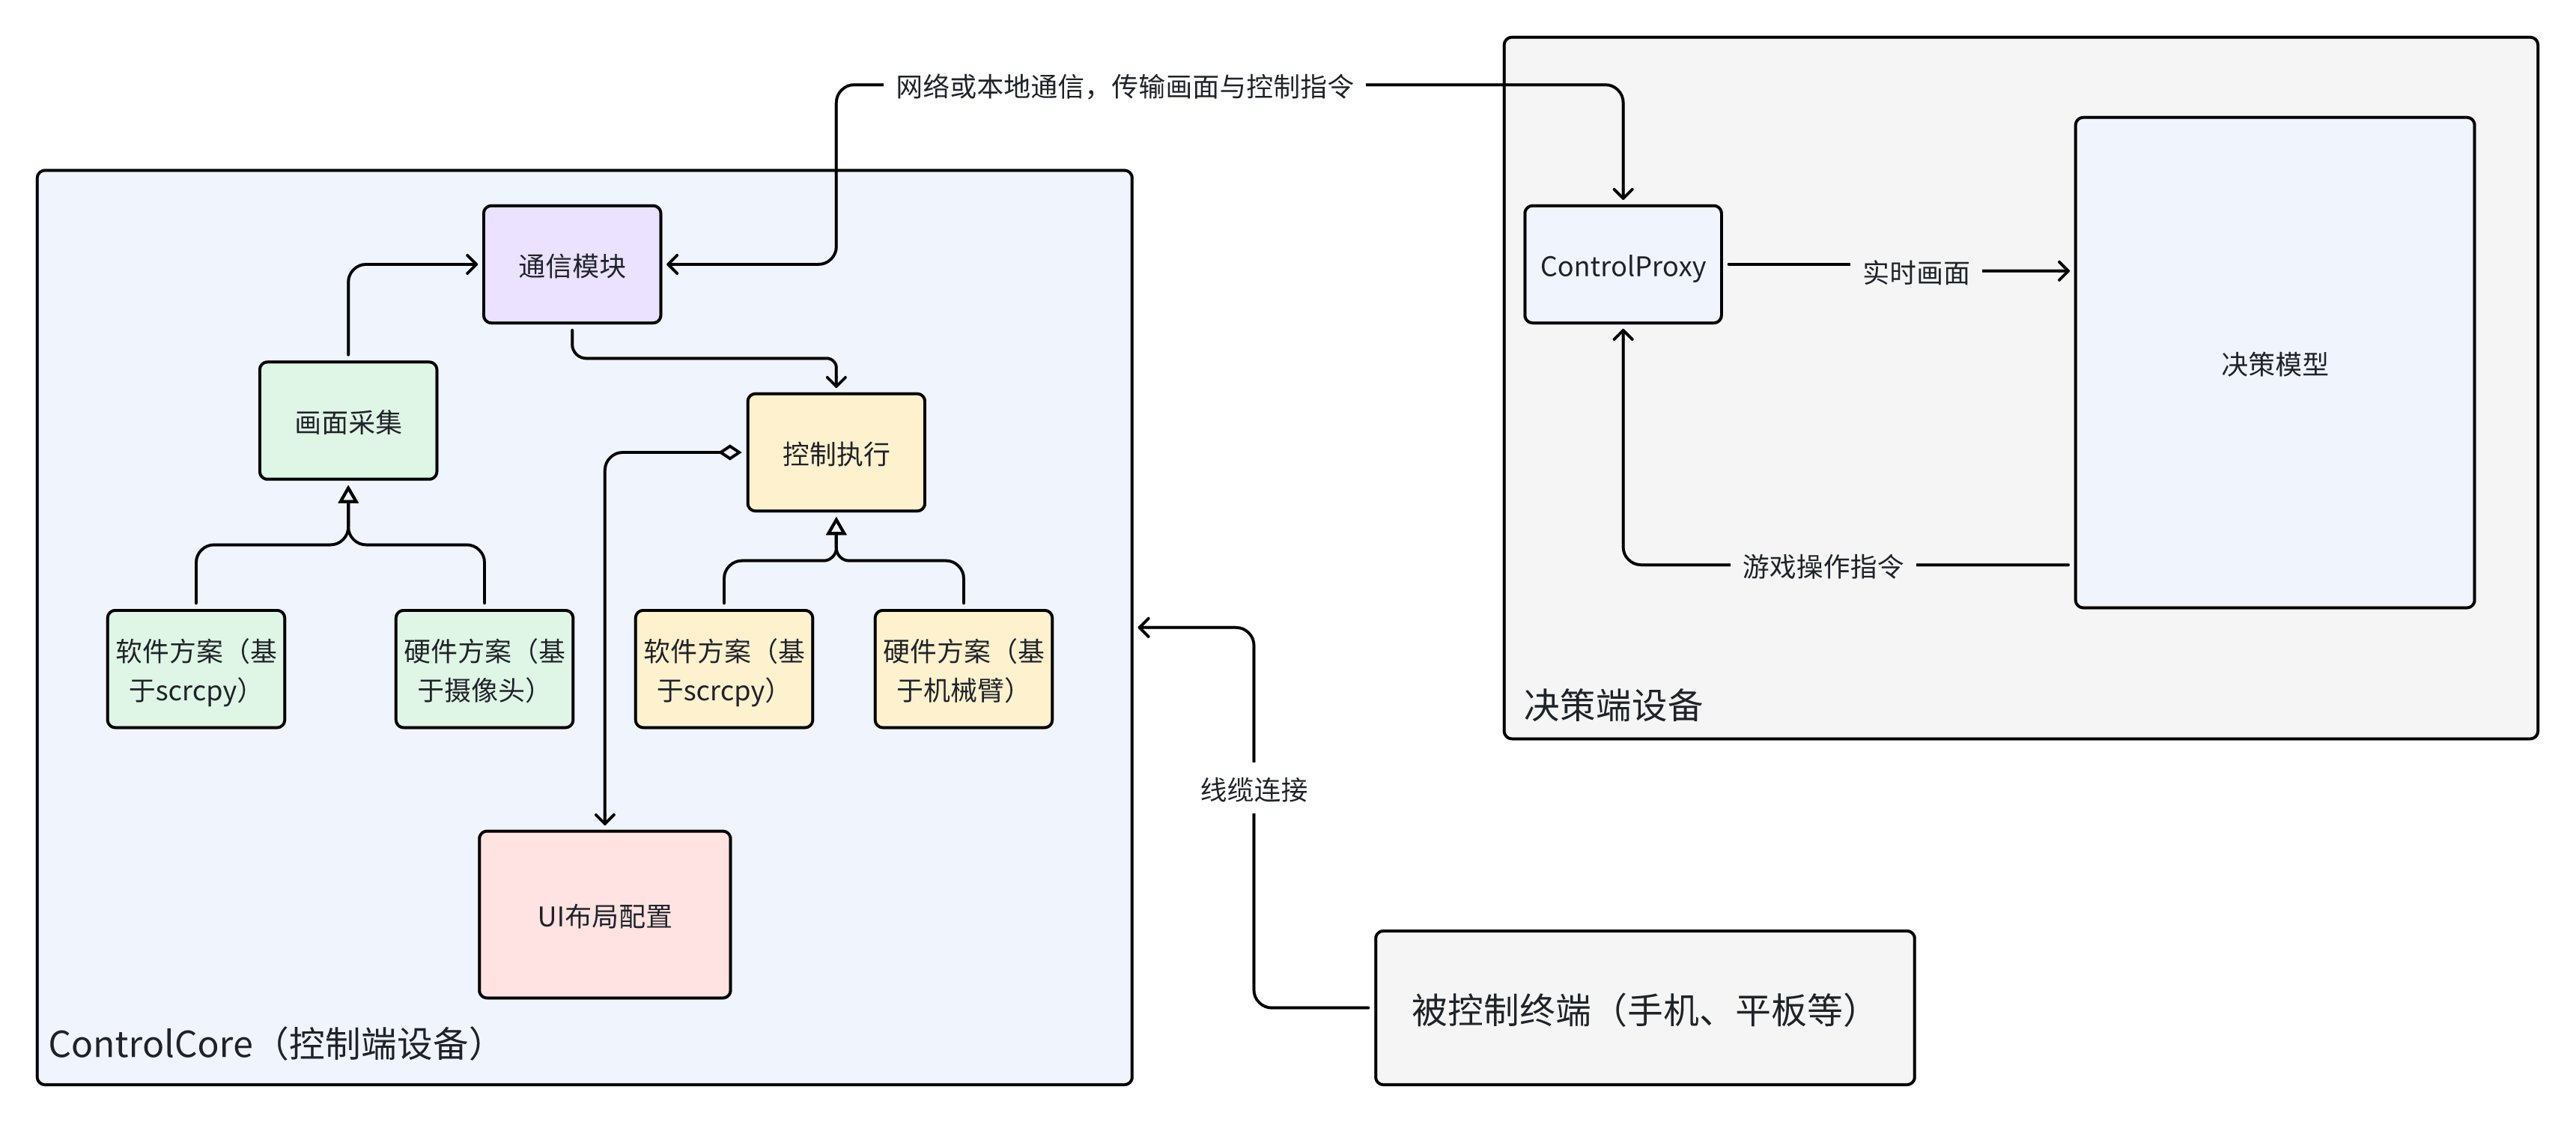 网络或本地通信，传输画面与控制指令
通信模块
ControlProxy
实时画面
决策模型
画面采集
控制执行
游戏操作指令
软件方案（基
于scrcpy）
硬件方案（基
于摄像头）
软件方案（基
于scrcpy）
硬件方案（基
于机械臂）
决策端设备
线缆连接
UI布局配置
被控制终端（手机、平板等）
ControlCore（控制端设备）